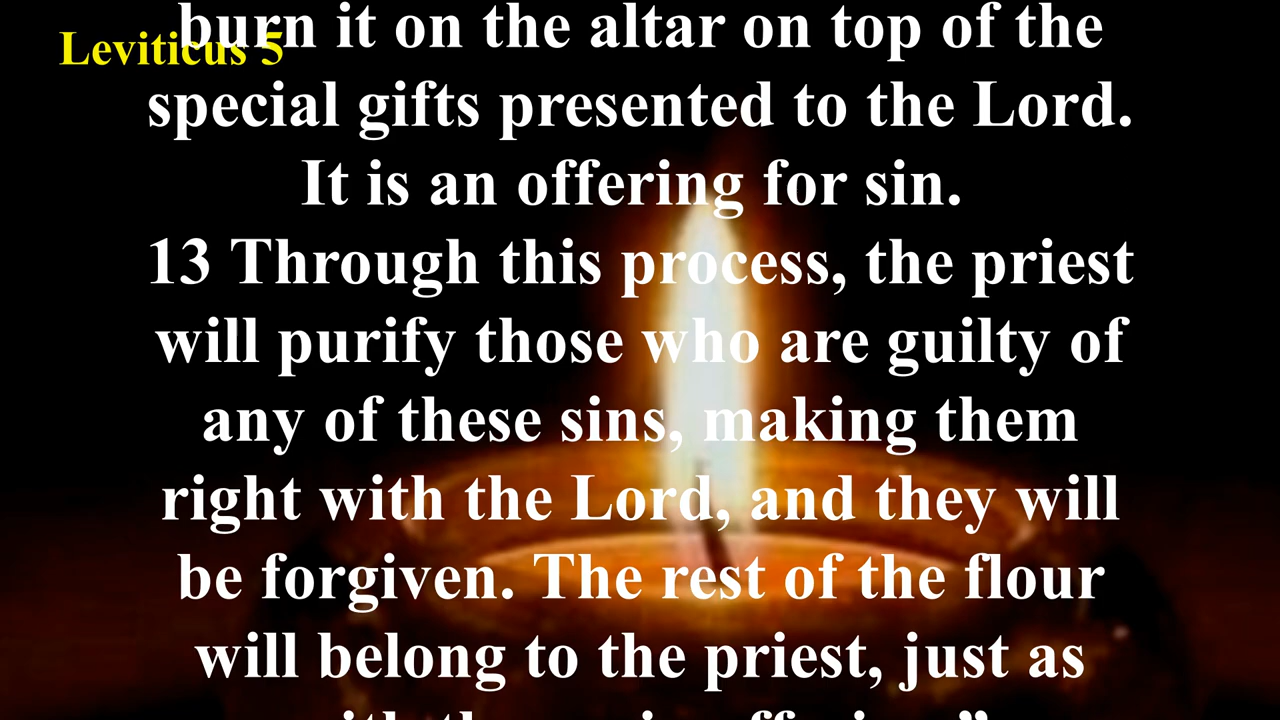 Leviticus 5
burn it on the altar on top of the
special gifts presented to the Lord.
It is an offering for sin.
13 Through this process, the priest
will purify those who are guilty of
any of these sins, making them
right with the Lord, and they will
be forgiven. The rest of the flour
will belong to the priest, just as